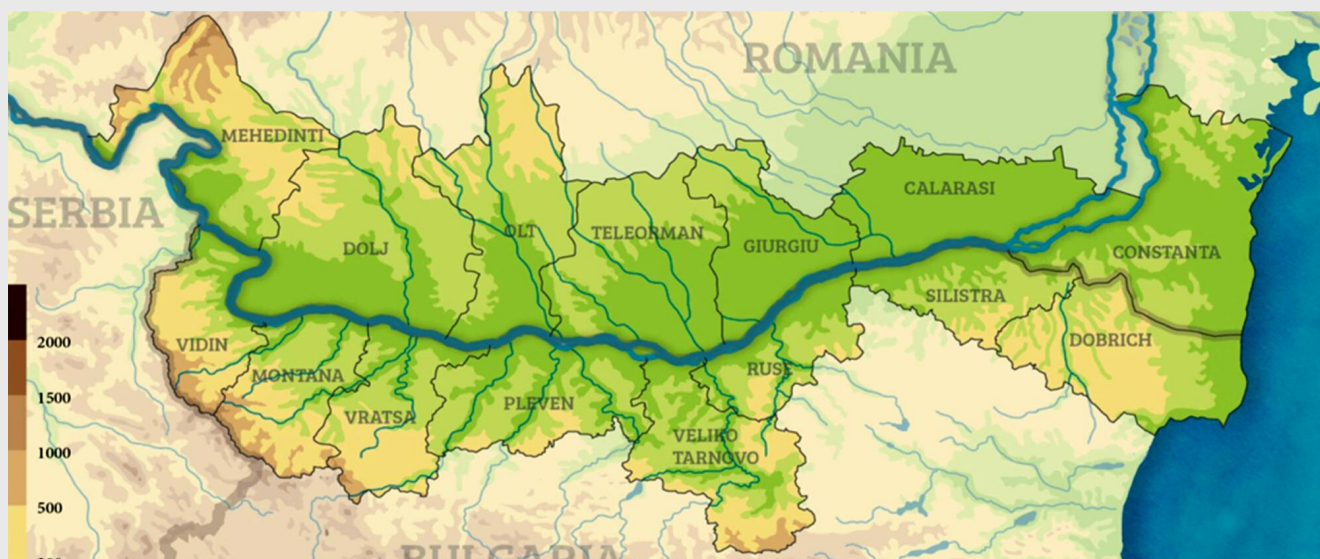 ROMANIA
MEHEDINTI
CALARASI
SERBIA
OLT
TELEORMAN
DOLJ
GIURGIU
CONSTANTA
SILISTRA
2000
VIDIN
DOBRICH
MONTANA
RUSE
1500
VRATSA
PLEVEN
VELIKO
TARNOVO
1000
500
BULGARIA